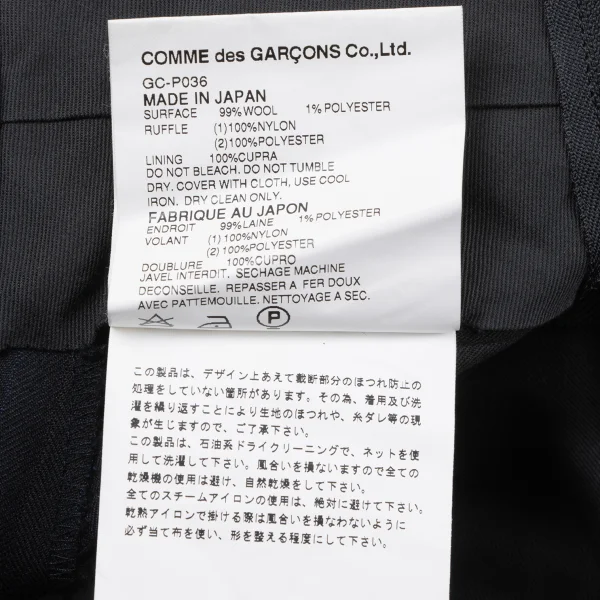 COMME des GARÇONS Co.,Ltd.
GC-P036
MADE IN JAPAN
SURFACE 99% WOOL 1% POLYESTER
RUFFLE (1)100%NYLON
(2)100%POLYESTER
LINING 100%CUPRA
DO NOT BLEACH. DO NOT TUMBLE
DRY. COVER WITH CLOTH, USE COOL
IRON. DRY CLEAN ONLY.
FABRIQUE AU JAPON
ENDROIT 99%LAINE 1% POLYESTER
VOLANT (1)100%NYLON
(2)100%POLYESTER
DOUBLURE 100%CUPRO
JAVEL INTERDIT. SECHAGE MACHINE
DECONSEILLE. REPASSER A FER DOUX
AVEC PATTEMOUILLE. NETTOYAGE A SEC.
P
この製品は、デザイン上あえて裁断部分のほつれ防止の
処理をしていない箇所があります。その為、着用及び洗
濯を繰り返すことにより生地のほつれや、糸ダレ等の現
象が生じますので、ご了承下さい。
この製品は、石油系ドライクリーニングで、ネットを使
用して洗濯して下さい。風合いを損ないますので全ての
乾燥機の使用は避け、自然乾燥をして下さい。
全てのスチームアイロンの使用は、絶対に避けて下さい。
乾熱アイロンで掛ける際は風合いを損なわないように
必ず当て布を使い、形を整える程度にして下さい。